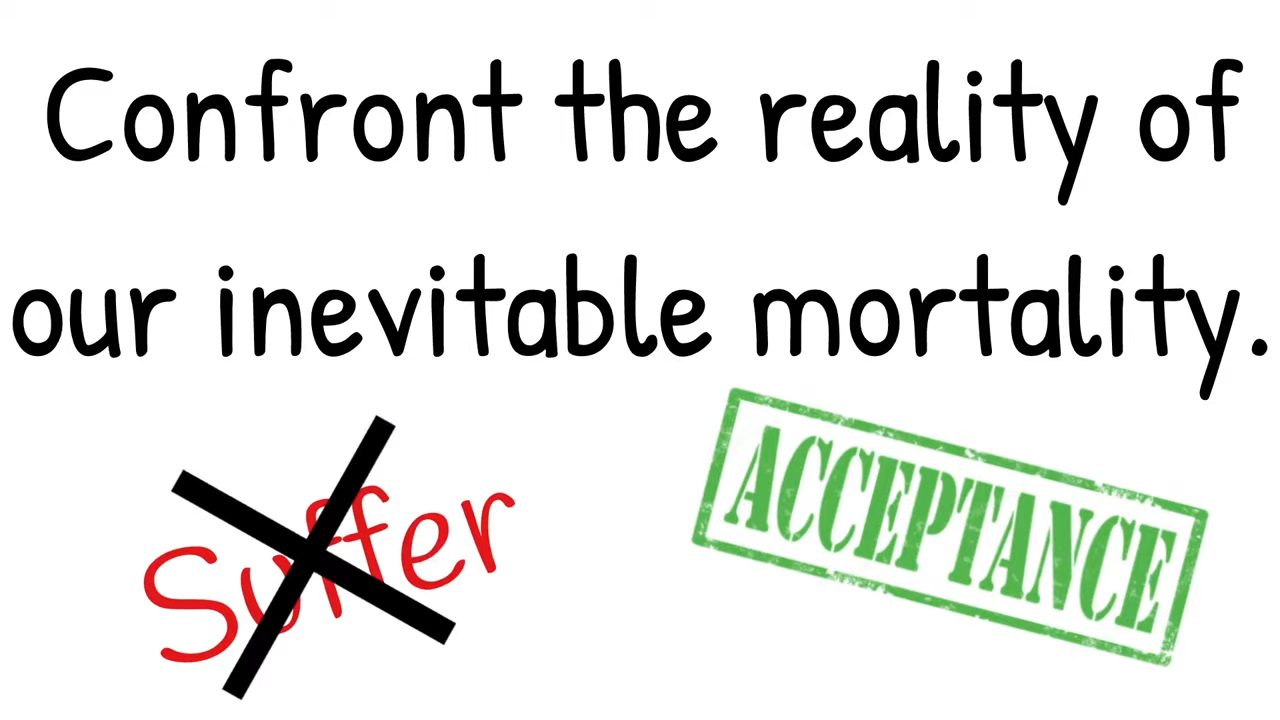 Confront the reality of
our inevitable mortality.
Suffer
ACCEPTANCE